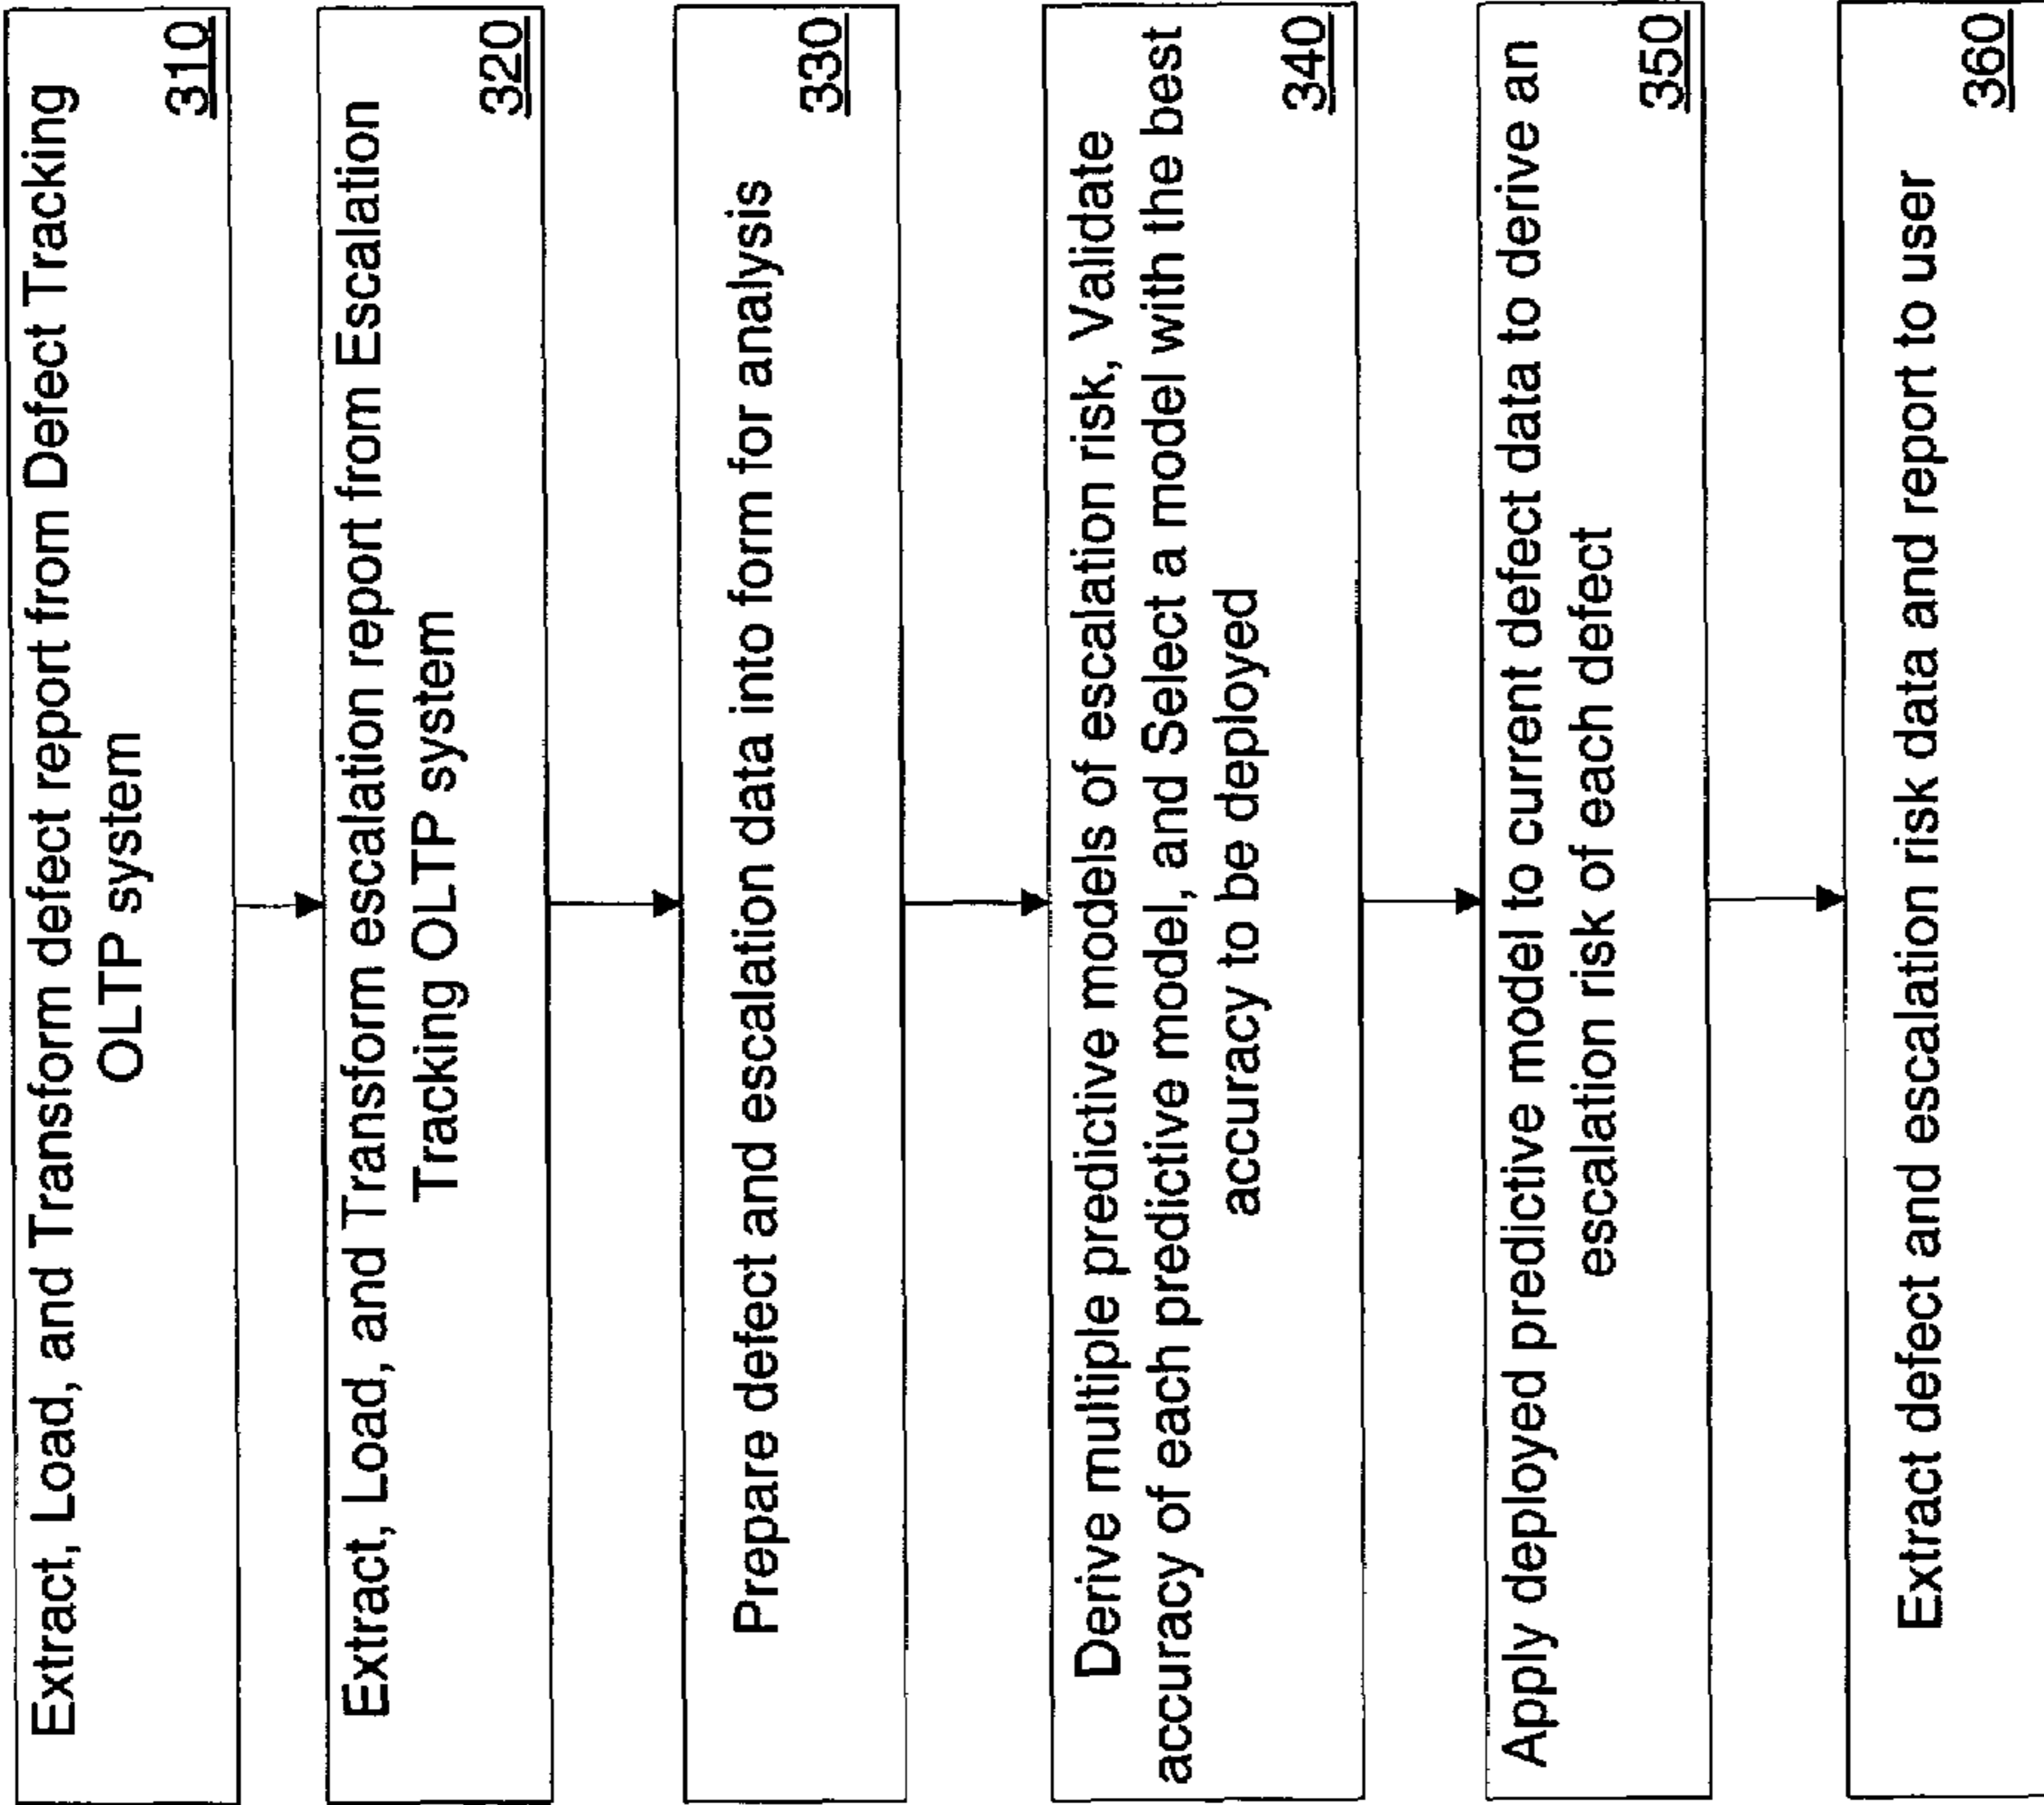 Extract, Load, and Transform defect report from Defect Tracking
OLTP system
310
Extract, Load, and Transform escalation report from Escalation
Tracking OLTP system
320
Prepare defect and escalation data into form for analysis
330
Derive multiple predictive models of escalation risk, Validate
accuracy of each predictive model, and Select a model with the best
accuracy to be deployed
340
Apply deployed predictive model to current defect data to derive an
escalation risk of each defect
350
Extract defect and escalation risk data and report to user
360